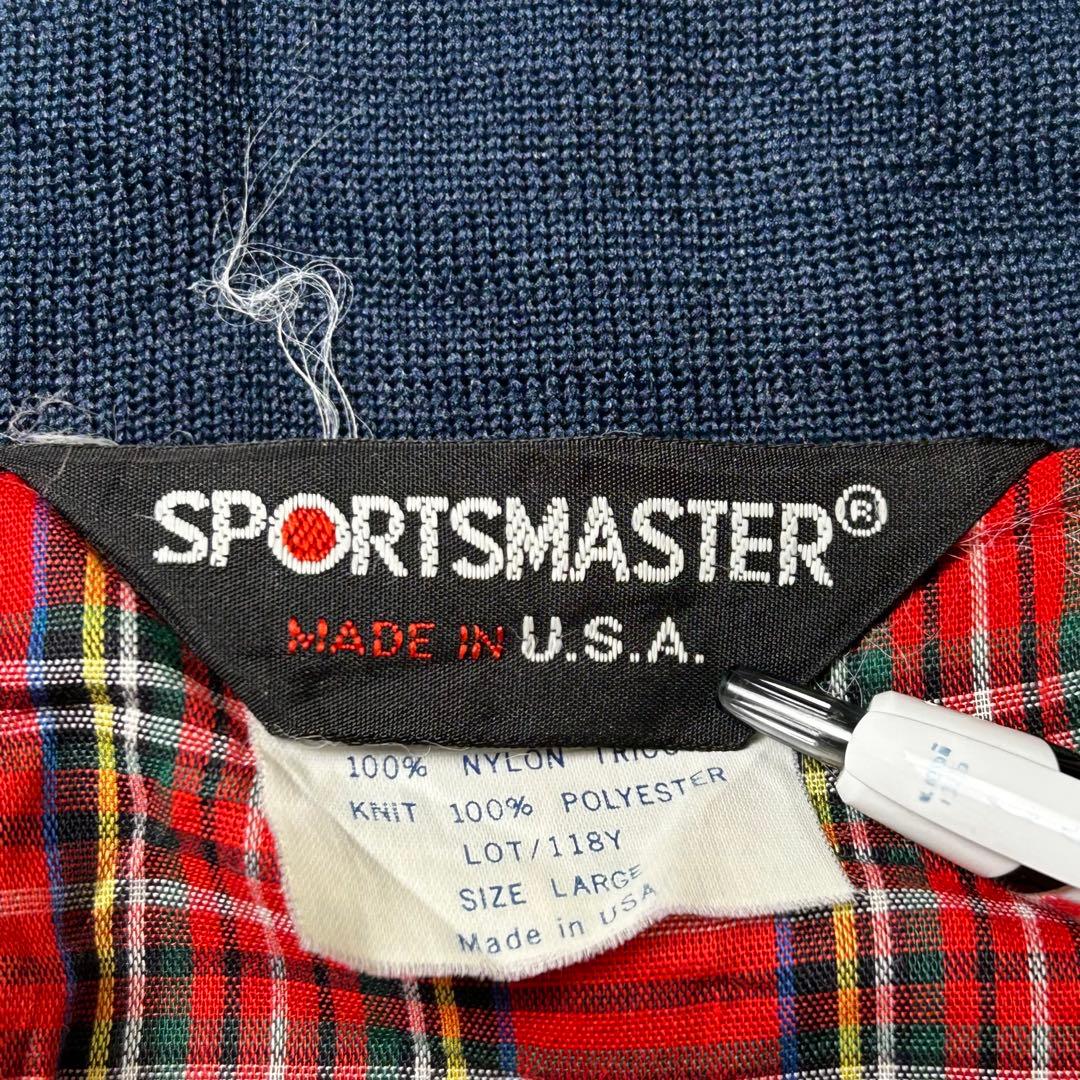 SPORTSMASTER®
MADE IN U.S.A.
100% NYLON
KNIT 100% POLYESTER
LOT/118Y
SIZE LARGE
Made in USA